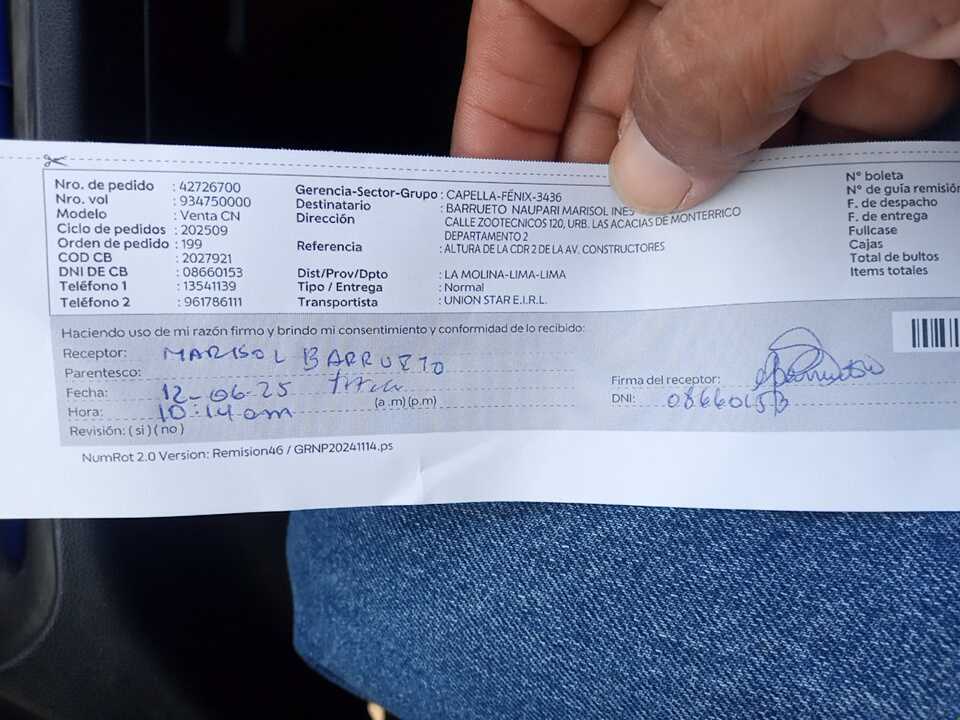 Nro. de pedido : 42726700
Nro. vol : 934750000
Modelo : Venta CN
Ciclo de pedidos : 202509
Orden de pedido : 199
COD CB : 2027921
DNI DE CB : 08660153
Teléfono 1 : 13541139
Teléfono 2 : 961786111
Gerencia-Sector-Grupo : CAPELLA-FÉNIX-3436
Destinatario : BARRUETO NAUPARI MARISOL INES
Dirección : CALLE ZOOTECNICOS 120, URB. LAS ACACIAS DE MONTERRICO
DEPARTAMENTO 2
Referencia : ALTURA DE LA CDR 2 DE LA AV. CONSTRUCTORES
Dist/Prov/Dpto : LA MOLINA-LIMA-LIMA
Tipo / Entrega : Normal
Transportista : UNION STAR E.I.R.L.
N° boleta
N° de guía remisión
F. de despacho
F. de entrega
Fullcase
Cajas
Total de bultos
Items totales
Haciendo uso de mi razón firmo y brindo mi consentimiento y conformidad de lo recibido:
Receptor: MARISOL BARRUETO
Parentesco:
Fecha: 12-06-25
Hora: 10:14 am (a .m) (p.m)
Revisión: ( si ) ( no )
Firma del receptor:
DNI: 08660153
NumRot 2.0 Version: Remision46 / GRNP20241114.ps